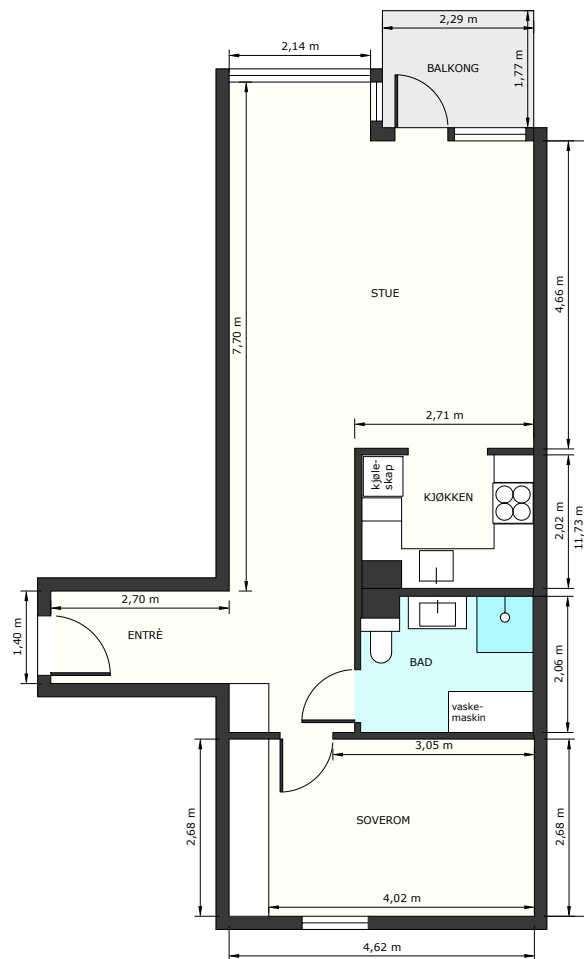 2,29 m
2,14 m
BALKONG
1,77 m
STUE
4,66 m
7,70 m
2,71 m
kjøle-
skap
KJØKKEN
2,02 m
11,73 m
2,70 m
1,40 m
ENTRÈ
BAD
2,06 m
vaske-
maskin
3,05 m
2,68 m
SOVEROM
2,68 m
4,02 m
4,62 m